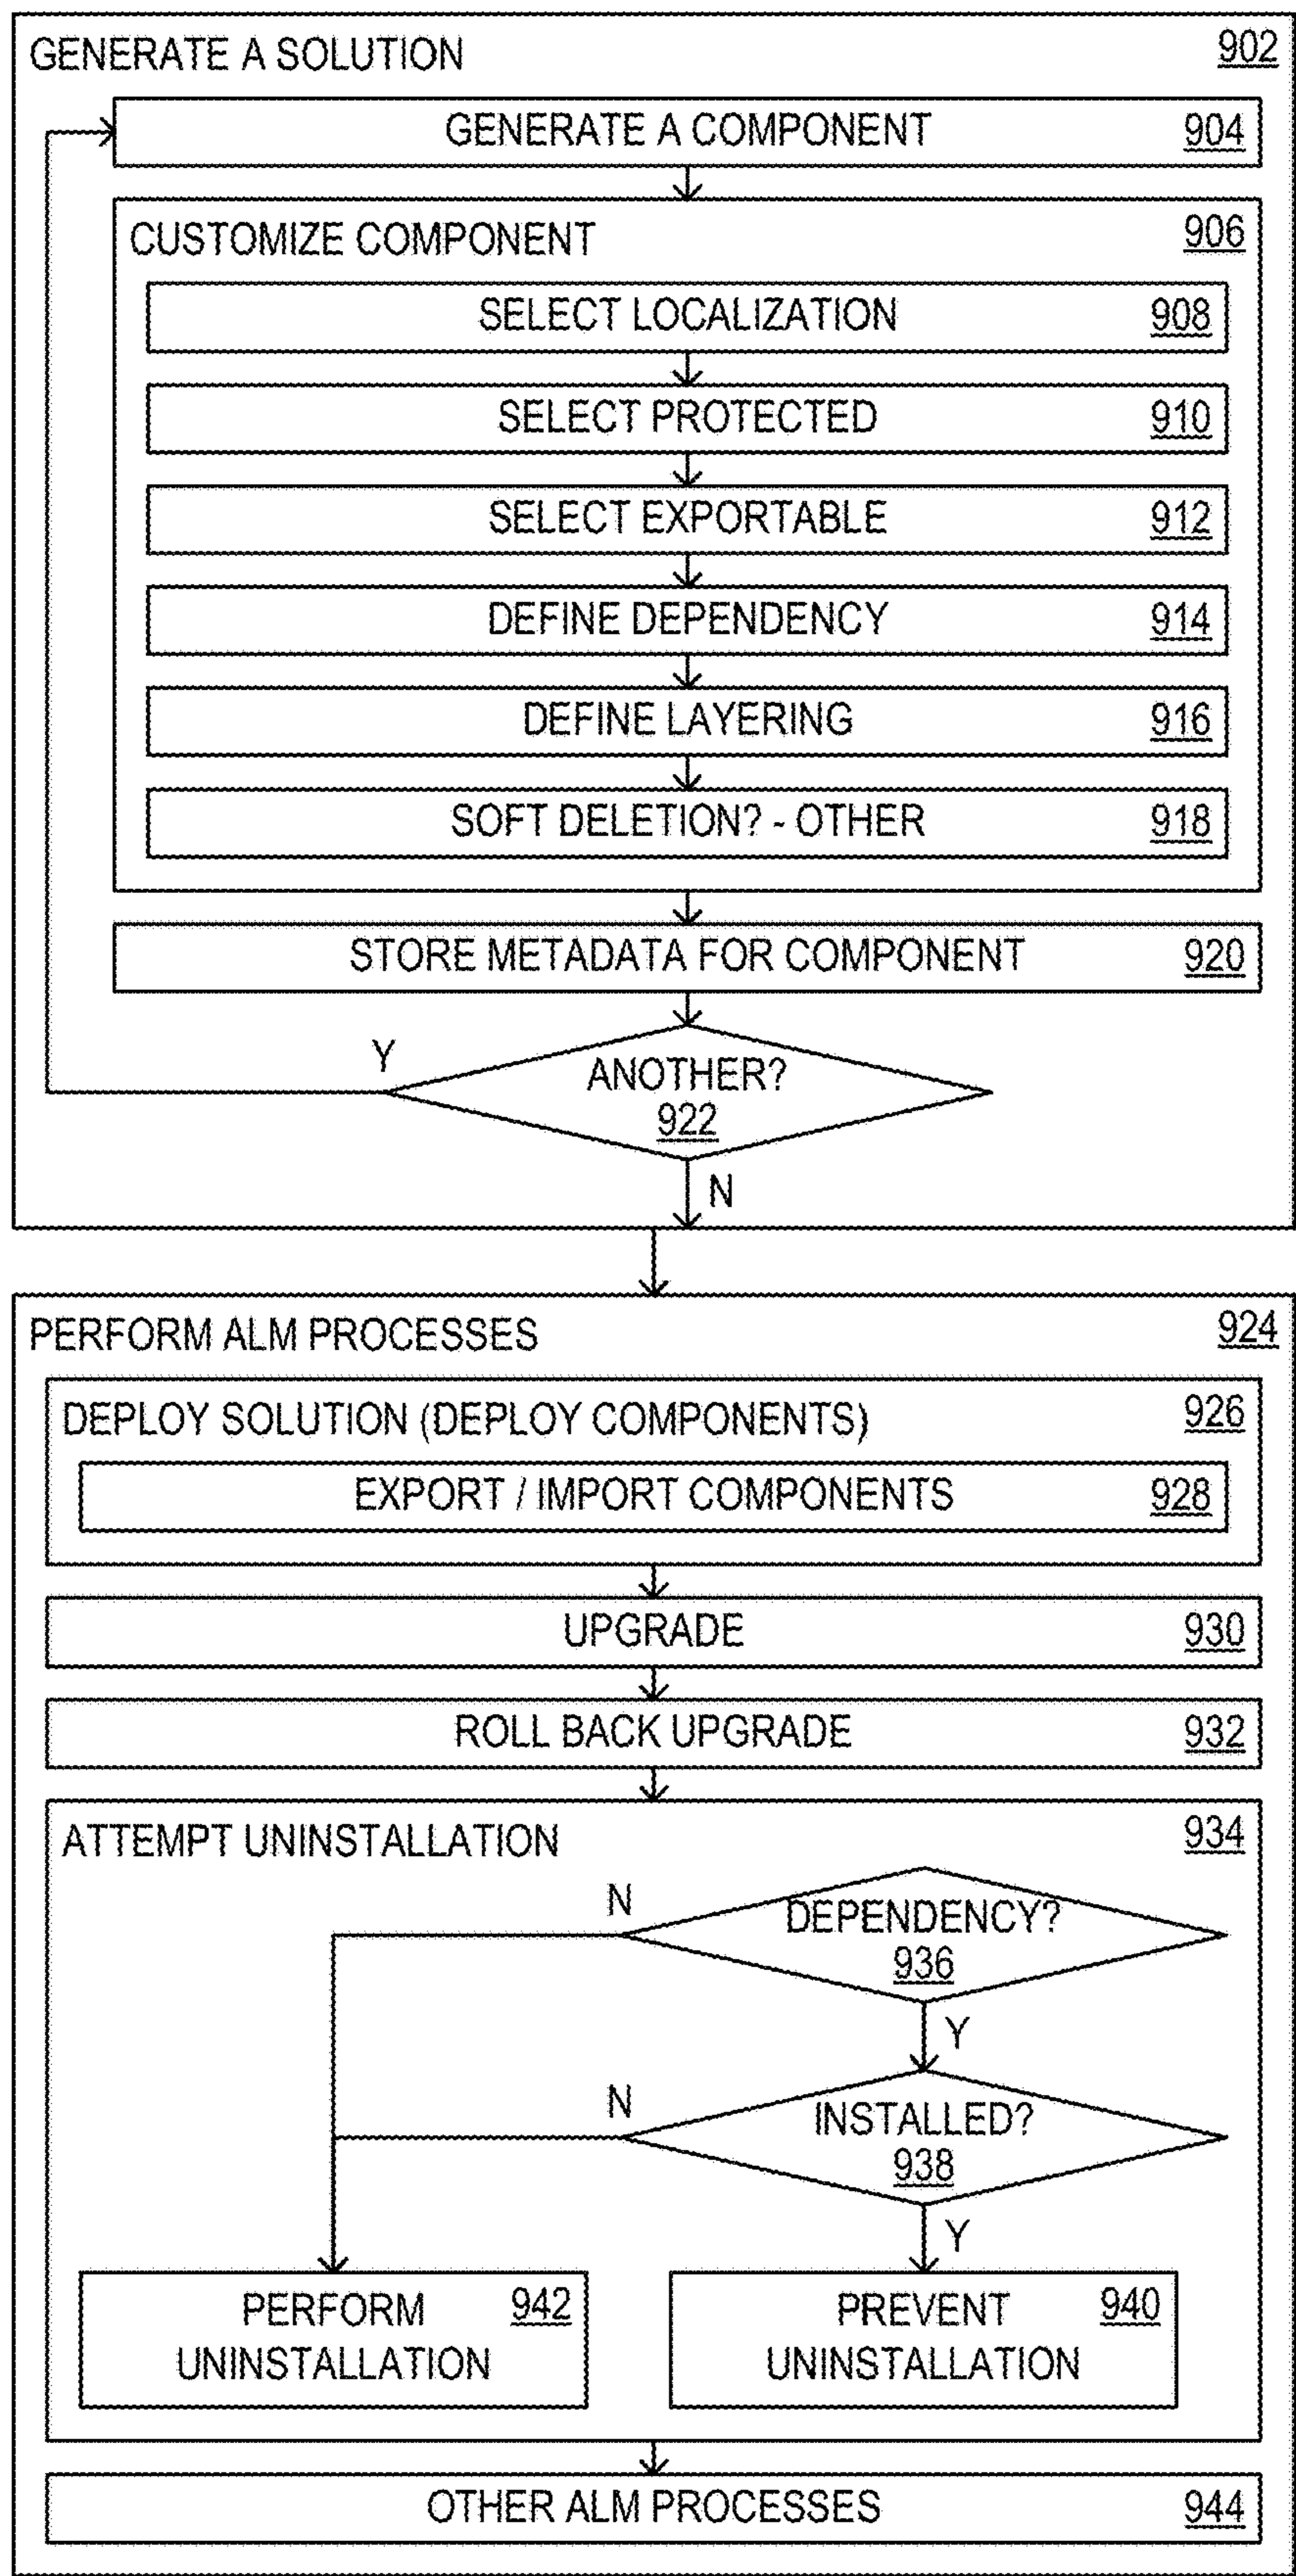 GENERATE A SOLUTION 902
GENERATE A COMPONENT 904
CUSTOMIZE COMPONENT 906
SELECT LOCALIZATION 908
SELECT PROTECTED 910
SELECT EXPORTABLE 912
DEFINE DEPENDENCY 914
DEFINE LAYERING 916
SOFT DELETION? - OTHER 918
STORE METADATA FOR COMPONENT 920
Y
ANOTHER?
922
N
PERFORM ALM PROCESSES 924
DEPLOY SOLUTION (DEPLOY COMPONENTS) 926
EXPORT / IMPORT COMPONENTS 928
UPGRADE 930
ROLL BACK UPGRADE 932
ATTEMPT UNINSTALLATION 934
N
DEPENDENCY?
936
Y
N
INSTALLED?
938
Y
PERFORM 942
UNINSTALLATION
PREVENT 940
UNINSTALLATION
OTHER ALM PROCESSES 944